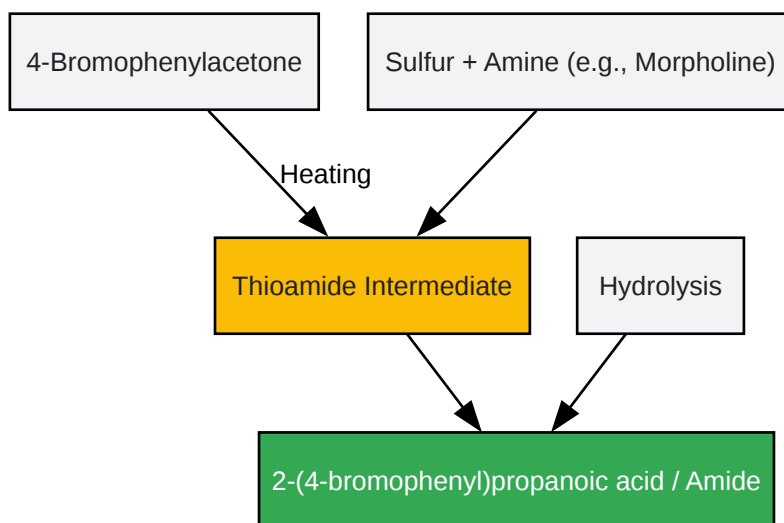 4-Bromophenylacetone
Sulfur + Amine (e.g., Morpholine)
Heating
Thioamide Intermediate
Hydrolysis
2-(4-bromophenyl)propanoic acid / Amide